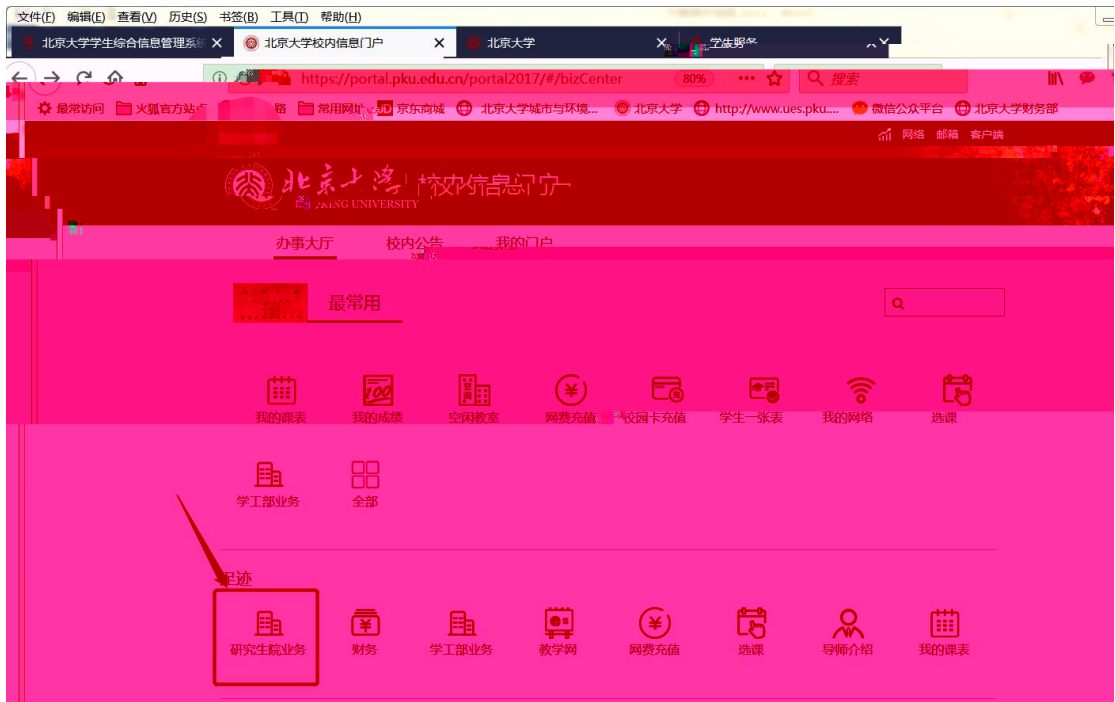 文件(F) 编辑(E) 查看(V) 历史(S) 书签(B) 工具(T) 帮助(H)
北京大学学生综合信息管理系统 北京大学校内信息门户 北京大学
https://portal.pku.edu.cn/portal2017/#/bizCenter 80% 搜索
最常访问 火狐官方站点 常用网址 JD 京东商城 北京大学城市与环境... 北京大学 http://www.ues.pku.... 微信公众平台 北京大学财务部
网络 邮箱 客户端
北京大学 校内信息门户
PEKING UNIVERSITY
办事大厅 校内公告 我的门户
最常用
我的课表 我的成绩 空闲教室 网费充值 校园卡充值 学生一张表 我的网络 选课
学工部业务 全部
足迹
研究生院业务 财务 学工部业务 教学网 网费充值 选课 导师介绍 我的课表